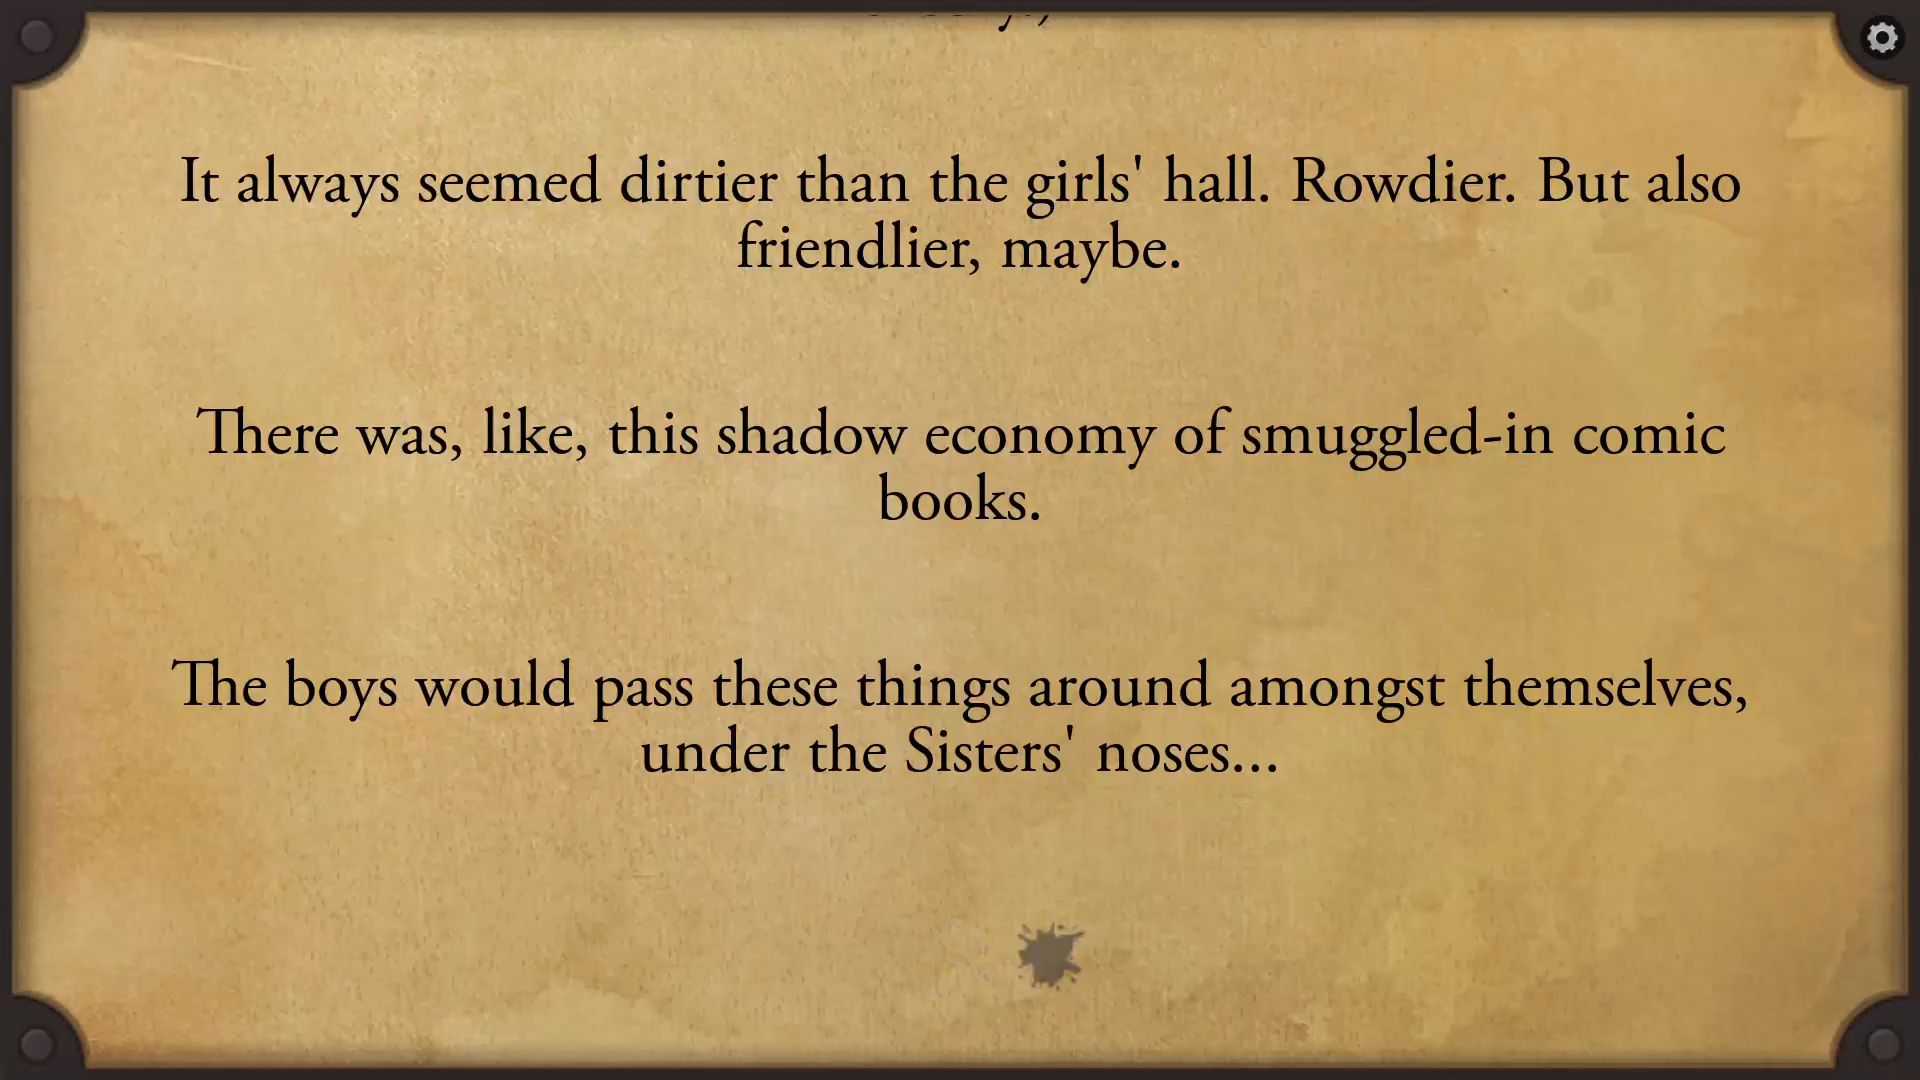 It always seemed dirtier than the girls' hall. Rowdier. But also
friendlier, maybe.
There was, like, this shadow economy of smuggled-in comic
books.
The boys would pass these things around amongst themselves,
under the Sisters' noses...